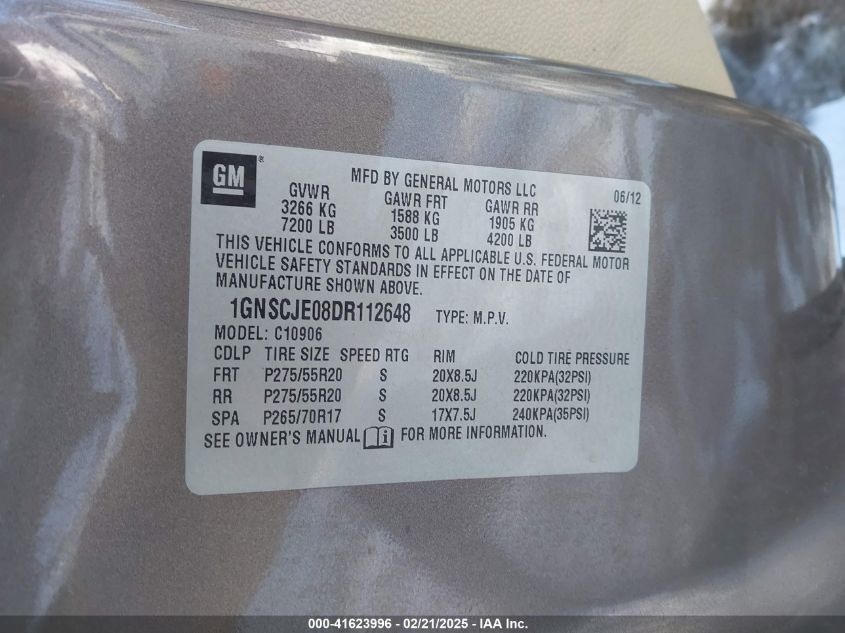 GM®
MFD BY GENERAL MOTORS LLC 06/12
GVWR GAWR FRT GAWR RR
3266 KG 1588 KG 1905 KG
7200 LB 3500 LB 4200 LB
THIS VEHICLE CONFORMS TO ALL APPLICABLE U.S. FEDERAL MOTOR
VEHICLE SAFETY STANDARDS IN EFFECT ON THE DATE OF
MANUFACTURE SHOWN ABOVE.
1GNSCJE08DR112648 TYPE: M.P.V.
MODEL: C10906
CDLP TIRE SIZE SPEED RTG RIM COLD TIRE PRESSURE
FRT P275/55R20 S 20X8.5J 220KPA(32PSI)
RR P275/55R20 S 20X8.5J 220KPA(32PSI)
SPA P265/70R17 S 17X7.5J 240KPA(35PSI)
SEE OWNER'S MANUAL i FOR MORE INFORMATION.
000-41623996 - 02/21/2025 - IAA Inc.